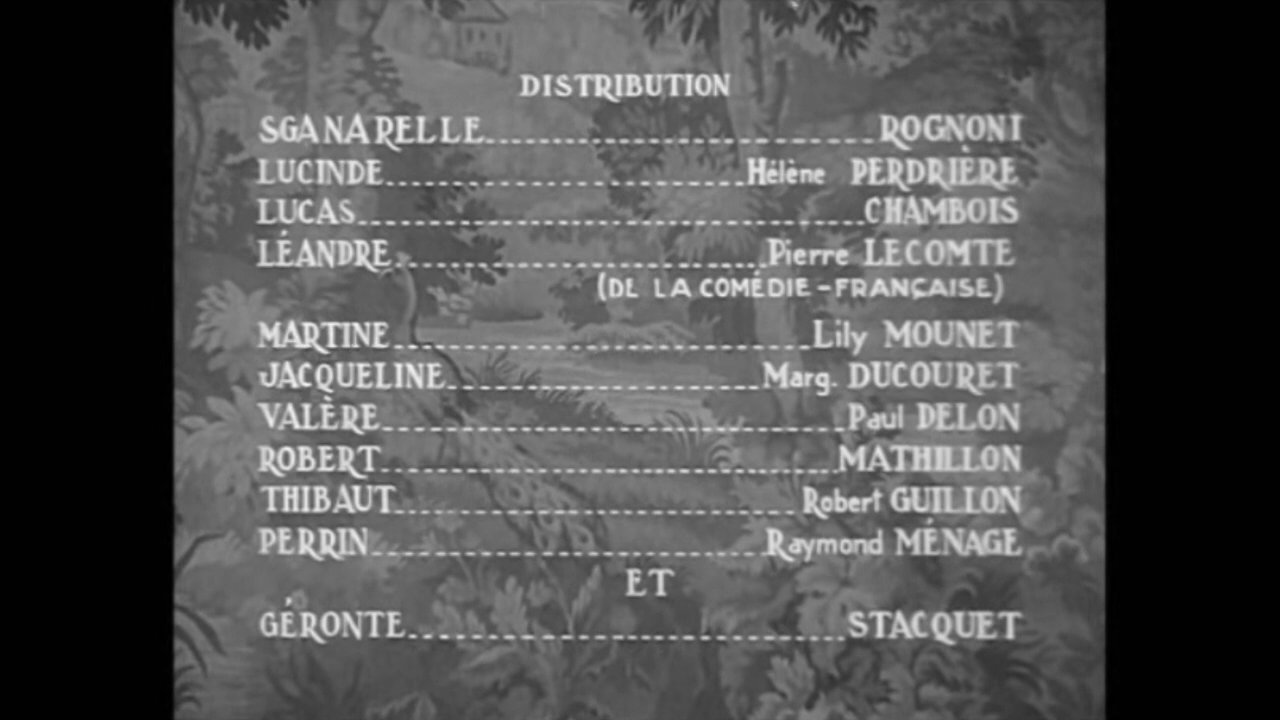 DISTRIBUTION
SGANARELLE ROGNONI
LUCINDE Hélène PERDRIÈRE
LUCAS CHAMBOIS
LÉANDRE Pierre LECOMTE
(DE LA COMÉDIE-FRANÇAISE)
MARTINE Lily MOUNET
JACQUELINE Marg. DUCOURET
VALÈRE Paul DELON
ROBERT MATHILLON
THIBAUT Robert GUILLON
PERRIN Raymond MÉNAGE
ET
GÉRONTE STACQUET